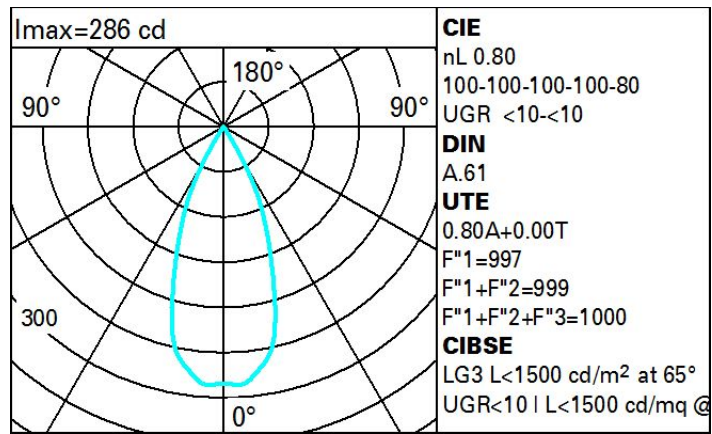 Imax=286 cd
180°
90°
90°
300
0°
CIE
nL 0.80
100-100-100-100-80
UGR <10-<10
DIN
A.61
UTE
0.80A+0.00T
F"1=997
F"1+F"2=999
F"1+F"2+F"3=1000
CIBSE
LG3 L<1500 cd/m² at 65°
UGR<10 | L<1500 cd/mq @